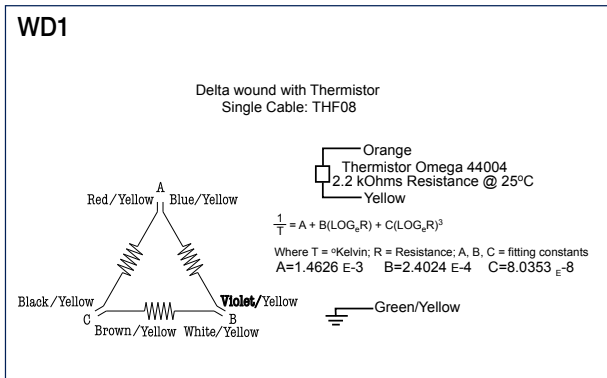 WD1
Delta wound with Thermistor
Single Cable: THF08
Orange
Thermistor Omega 44004
2.2 kOhms Resistance @ 25ºC
Yellow
A
Red/Yellow Blue/Yellow
1/T = A + B(LOGeR) + C(LOGeR)³
Where T = ºKelvin; R = Resistance; A, B, C = fitting constants
A=1.4626 E-3 B=2.4024 E-4 C=8.0353 E-8
Black/Yellow Violet/Yellow
C B
Brown/Yellow White/Yellow
Green/Yellow